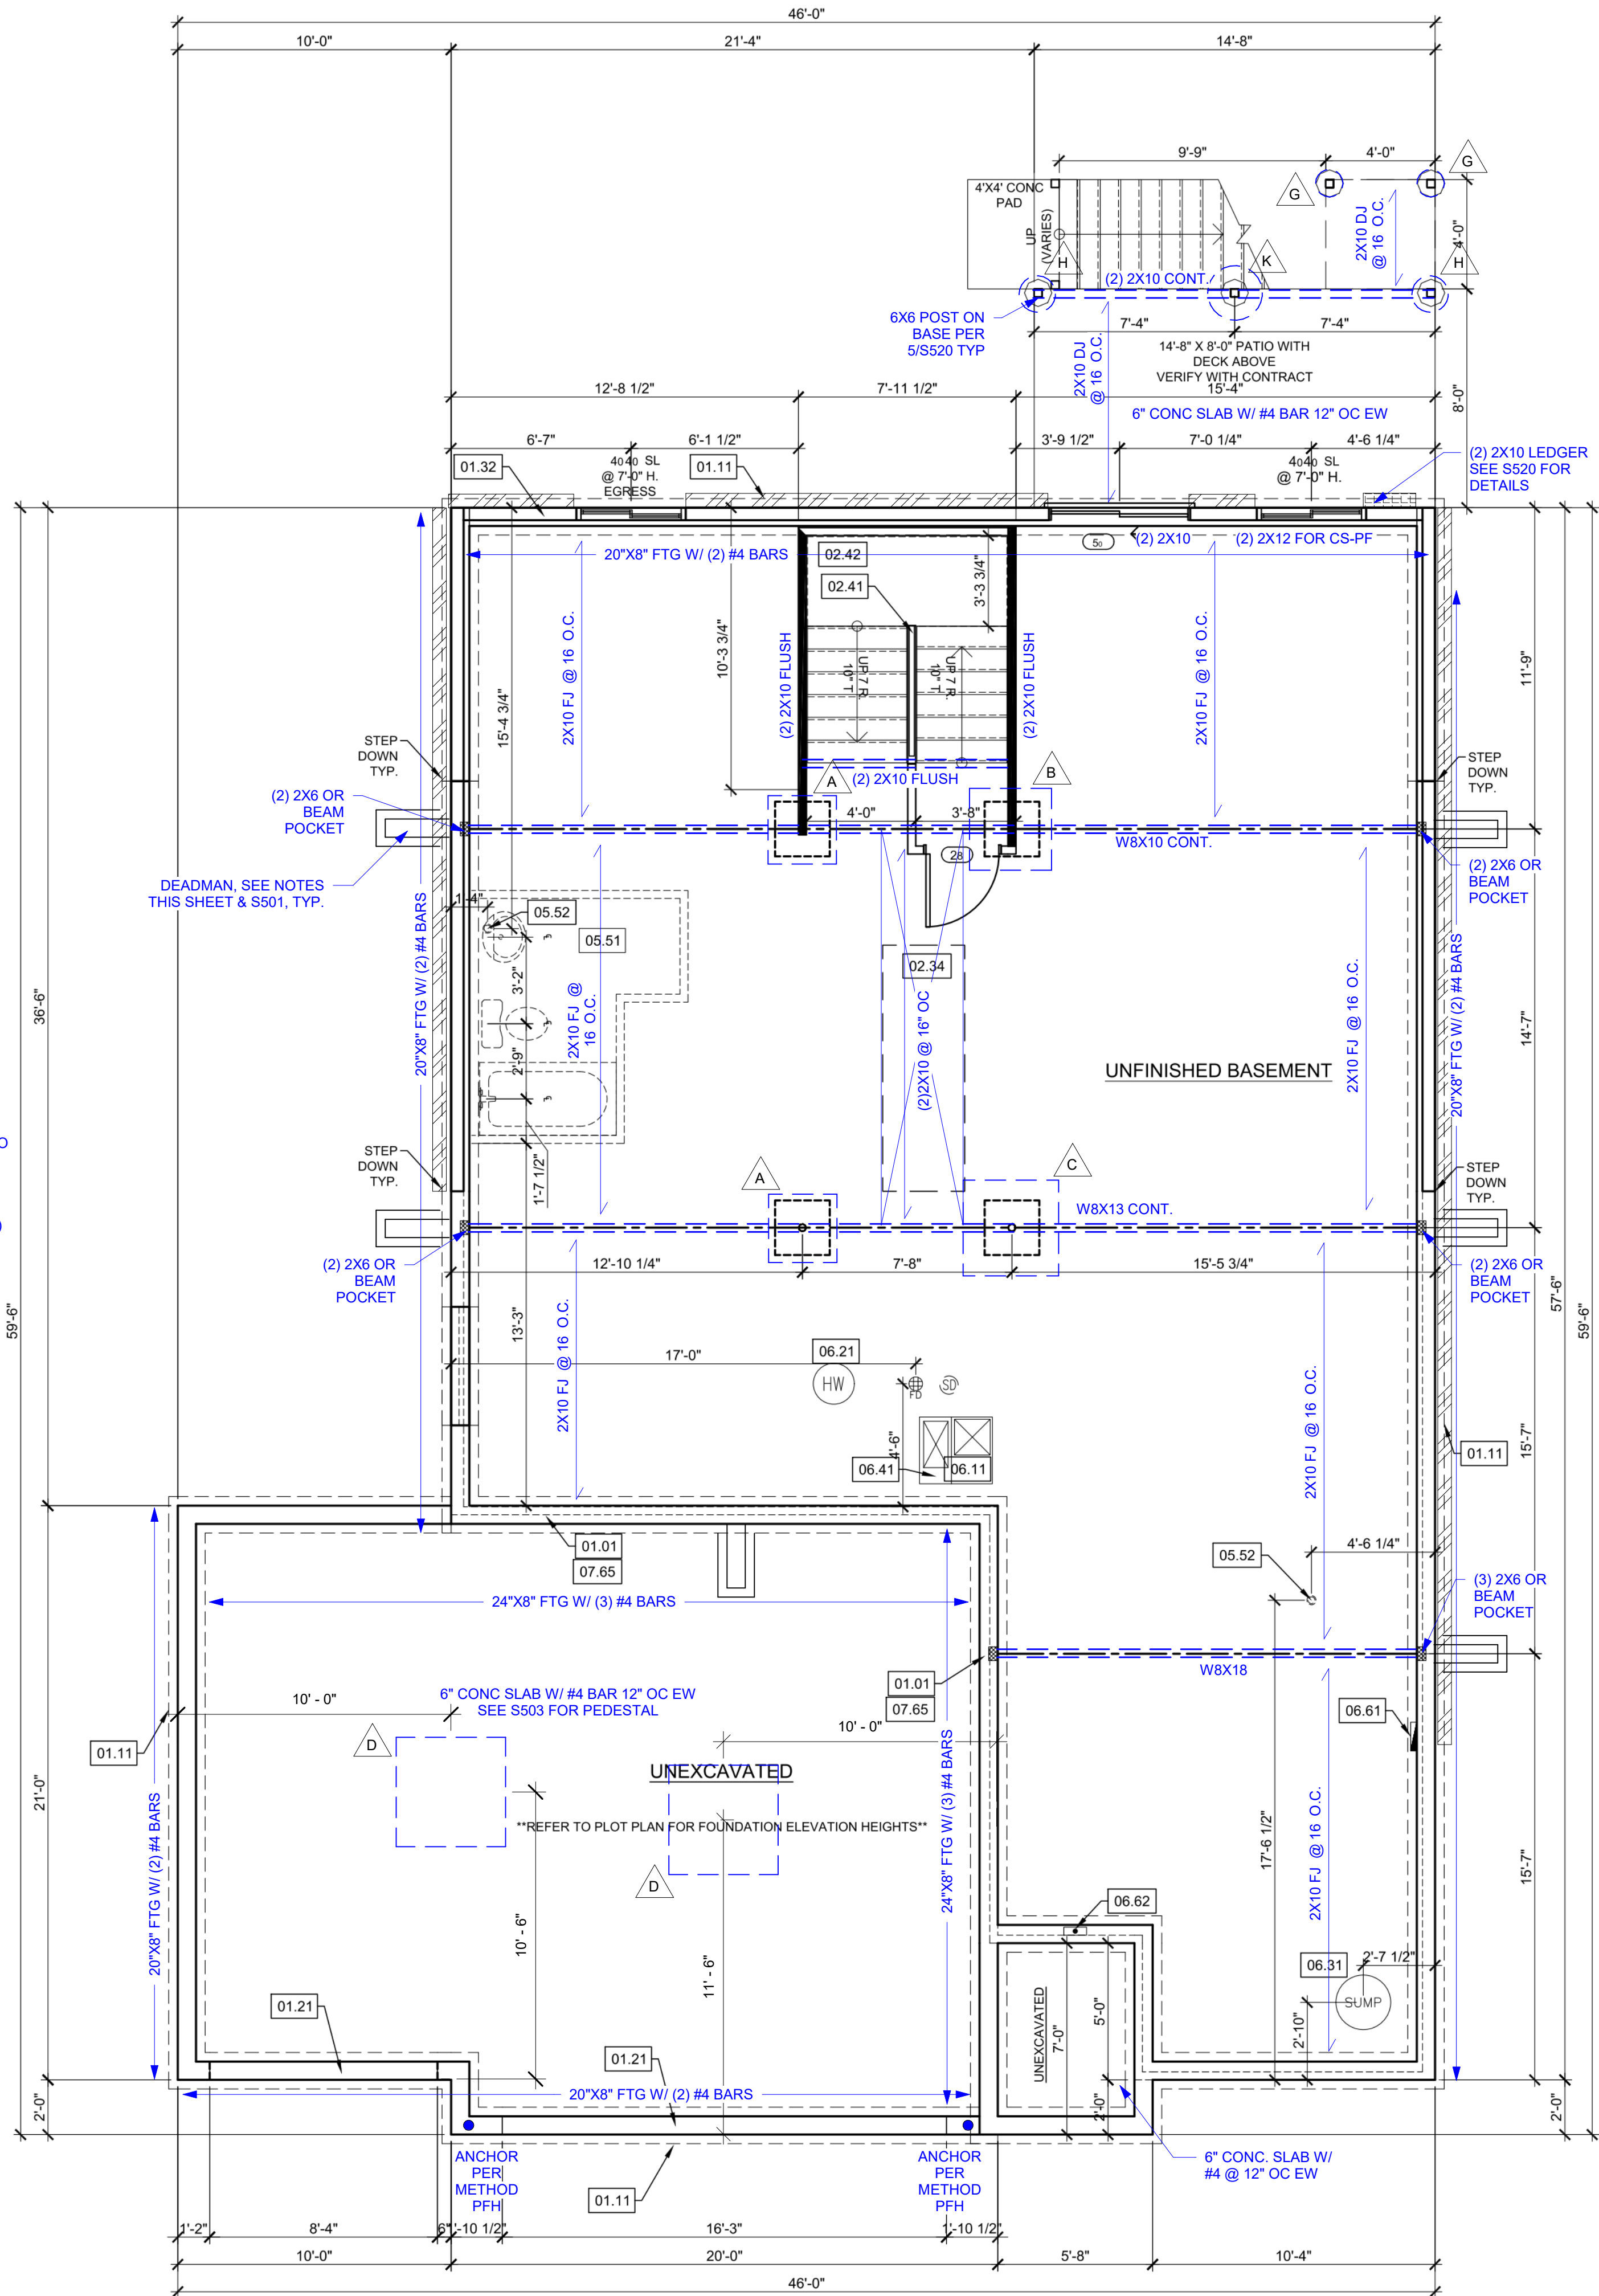 46'-0"
10'-0"
21'-4"
14'-8"
9'-9"
4'-0"
G
G
4'X4' CONC
PAD
UP
(VARIES)
2X10 DJ
@ 16 O.C.
4'-0"
H
K
H
(2) 2X10 CONT.
6X6 POST ON
BASE PER
5/S520 TYP
7'-4"
7'-4"
14'-8" X 8'-0" PATIO WITH
DECK ABOVE
VERIFY WITH CONTRACT
2X10 DJ
@ 16 O.C.
8'-0"
12'-8 1/2"
7'-11 1/2"
15'-4"
6" CONC SLAB W/ #4 BAR 12" OC EW
6'-7"
6'-1 1/2"
3'-9 1/2"
7'-0 1/4"
4'-6 1/4"
01.32
4040 SL
@ 7'-0" H.
EGRESS
01.11
4040 SL
@ 7'-0" H.
(2) 2X10 LEDGER
SEE S520 FOR
DETAILS
20"X8" FTG W/ (2) #4 BARS
02.42
50
(2) 2X10
(2) 2X12 FOR CS-PF
02.41
3'-3 3/4"
2X10 FJ @ 16 O.C.
10'-3 3/4"
(2) 2X10 FLUSH
UP 7 R.
10" T
UP 7 R.
10" T
(2) 2X10 FLUSH
2X10 FJ @ 16 O.C.
11'-9"
15'-4 3/4"
STEP
DOWN
TYP.
STEP
DOWN
TYP.
(2) 2X10 FLUSH
A
B
(2) 2X6 OR
BEAM
POCKET
4'-0"
3'-8"
W8X10 CONT.
28
(2) 2X6 OR
BEAM
POCKET
DEADMAN, SEE NOTES
THIS SHEET & S501, TYP.
1'-4"
05.52
05.51
02.34
20"X8" FTG W/ (2) #4 BARS
3'-2"
2X10 FJ @
16 O.C.
2'-9"
(2)2X10 @ 16" OC
2X10 FJ @ 16 O.C.
20"X8" FTG W/ (2) #4 BARS
14'-7"
36'-6"
UNFINISHED BASEMENT
STEP
DOWN
TYP.
1'-7 1/2"
A
C
STEP
DOWN
TYP.
W8X13 CONT.
(2) 2X6 OR
BEAM
POCKET
12'-10 1/4"
7'-8"
15'-5 3/4"
(2) 2X6 OR
BEAM
POCKET
59'-6"
57'-6"
59'-6"
13'-3"
2X10 FJ @ 16 O.C.
17'-0"
06.21
HW
FD
SD
4'-6"
06.41
06.11
2X10 FJ @ 16 O.C.
01.11
15'-7"
01.01
07.65
05.52
4'-6 1/4"
24"X8" FTG W/ (3) #4 BARS
(3) 2X6 OR
BEAM
POCKET
W8X18
01.01
07.65
6" CONC SLAB W/ #4 BAR 12" OC EW
SEE S503 FOR PEDESTAL
10' - 0"
10' - 0"
06.61
01.11
D
UNEXCAVATED
**REFER TO PLOT PLAN FOR FOUNDATION ELEVATION HEIGHTS**
D
21'-0"
20"X8" FTG W/ (2) #4 BARS
24"X8" FTG W/ (3) #4 BARS
17'-6 1/2"
2X10 FJ @ 16 O.C.
15'-7"
10' - 6"
11' - 6"
06.62
06.31
2'-7 1/2"
SUMP
2'-10"
UNEXCAVATED
7'-0"
5'-0"
01.21
01.21
20"X8" FTG W/ (2) #4 BARS
2'-0"
2'-0"
2'-0"
ANCHOR
PER
METHOD
PFH
ANCHOR
PER
METHOD
PFH
6" CONC. SLAB W/
#4 @ 12" OC EW
01.11
1'-2"
8'-4"
6"
1'-10 1/2"
16'-3"
1'-10 1/2"
10'-0"
20'-0"
5'-8"
10'-4"
46'-0"